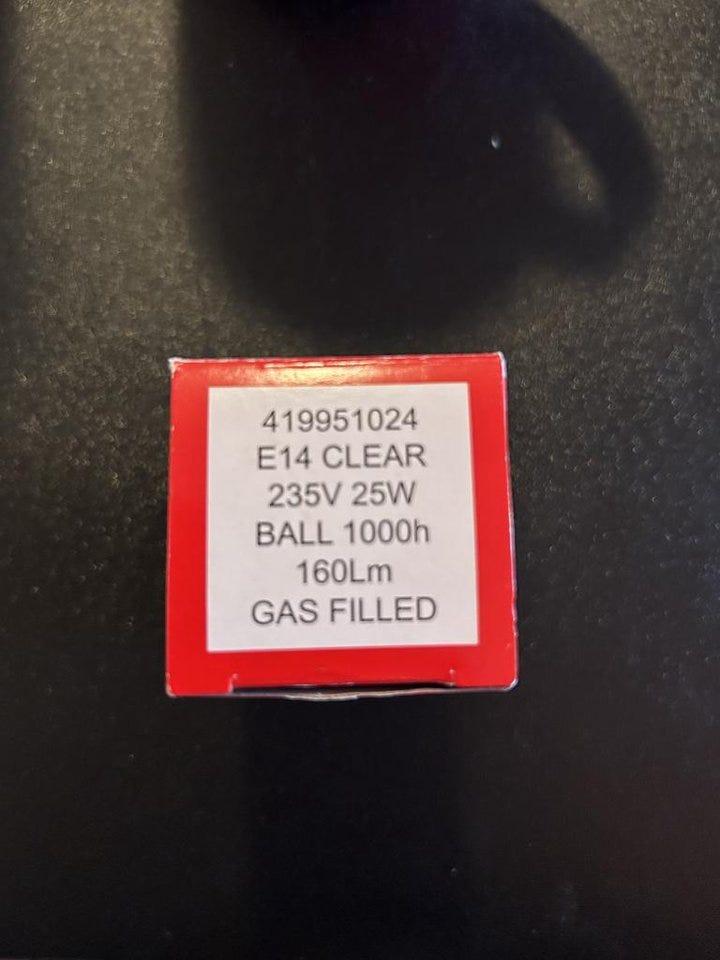 419951024
E14 CLEAR
235V 25W
BALL 1000h
160Lm
GAS FILLED